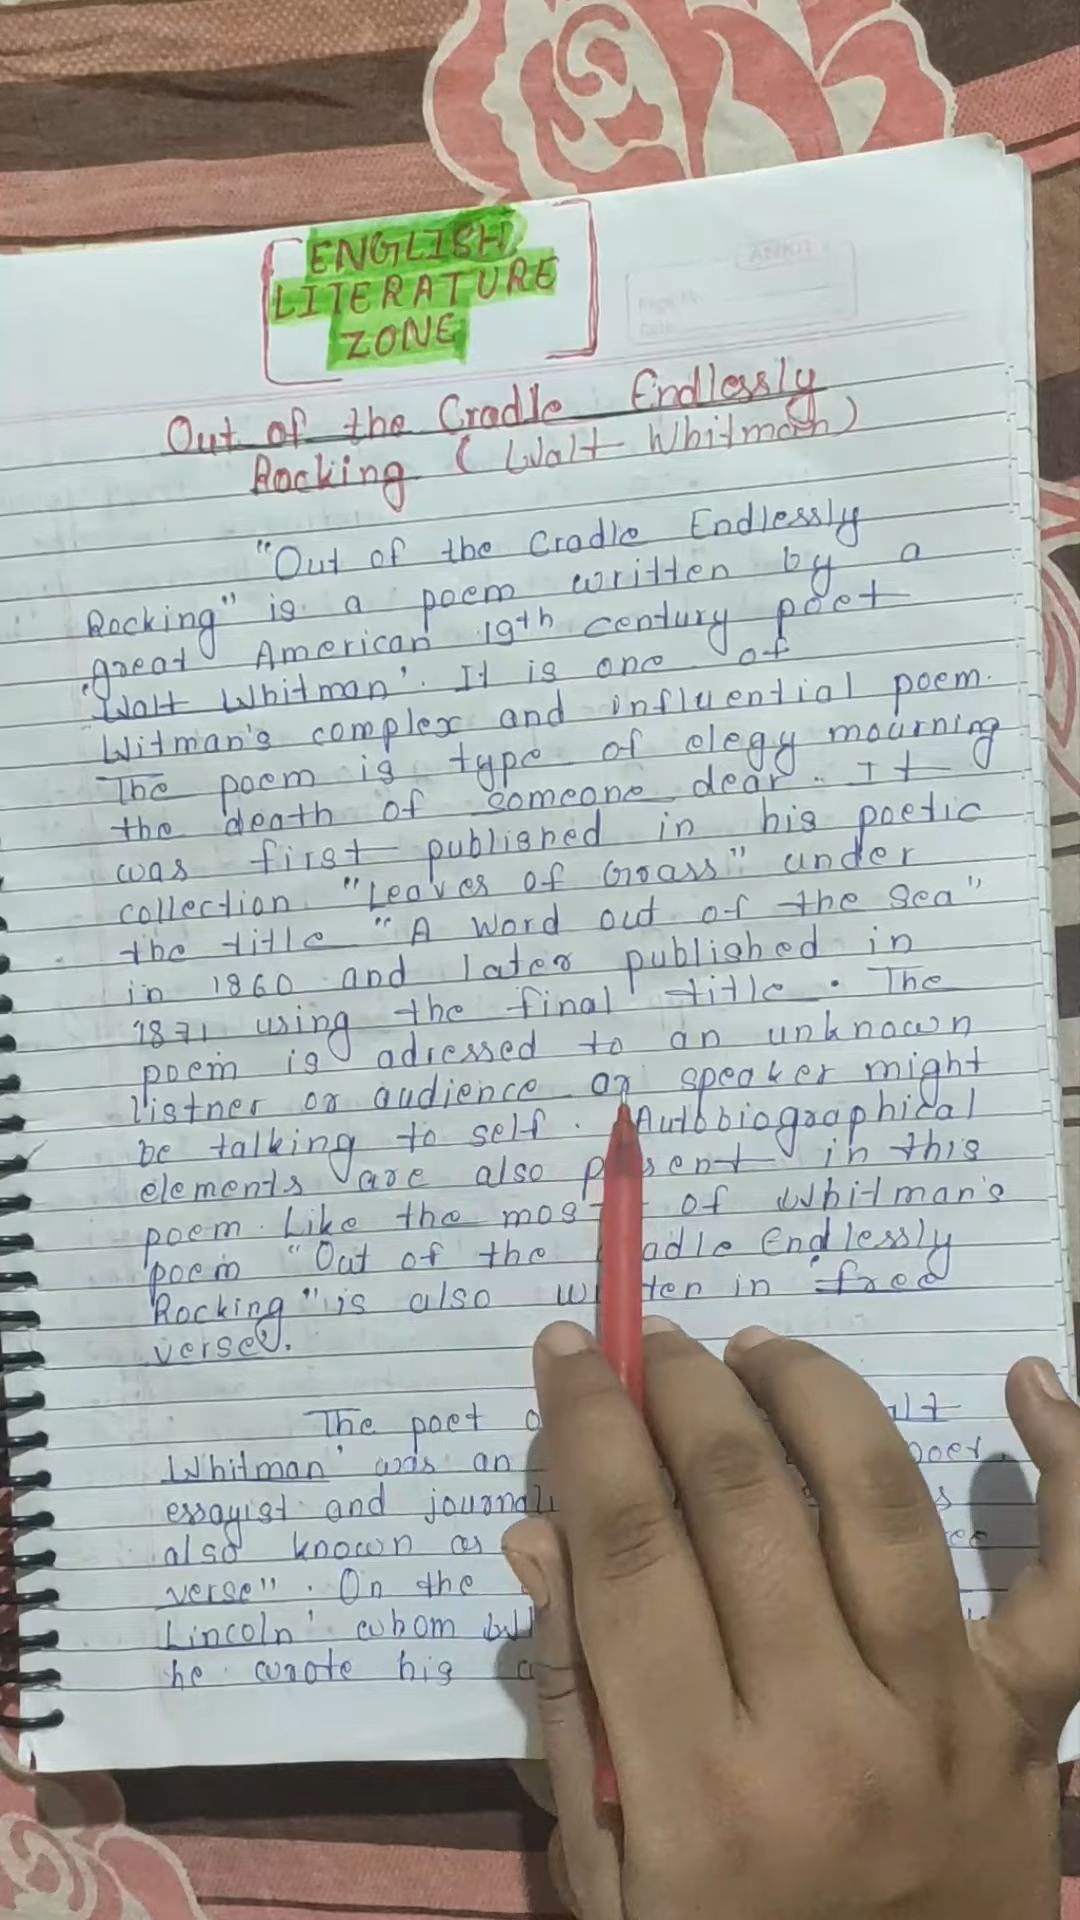 ENGLISH
LITERATURE
ZONE
ANKIT
Out of the Cradle Endlessly
Rocking (Walt Whitman)
"Out of the Cradle Endlessly
Rocking" is a poem written by a
great American 19th century poet
'Walt Whitman'. It is one of
Witman's complex and influential poem.
The poem is type of elegy mourning
the death of someone dear. It
was first published in his poetic
collection "Leaves of Grass" under
the title "A Word out of the Sea"
in 1860 and later published in
1871 using the final title. The
poem is adressed to an unknown
listner or audience or speaker might
be talking to self. Autobiographical
elements are also present in this
poem. Like the most of Whitman's
poem "Out of the Cradle Endlessly
Rocking" is also written in 'free
verse'.
The poet
Whitman' was an
essayist and
also known as
verse". On the
Lincoln' whom
he wrote his